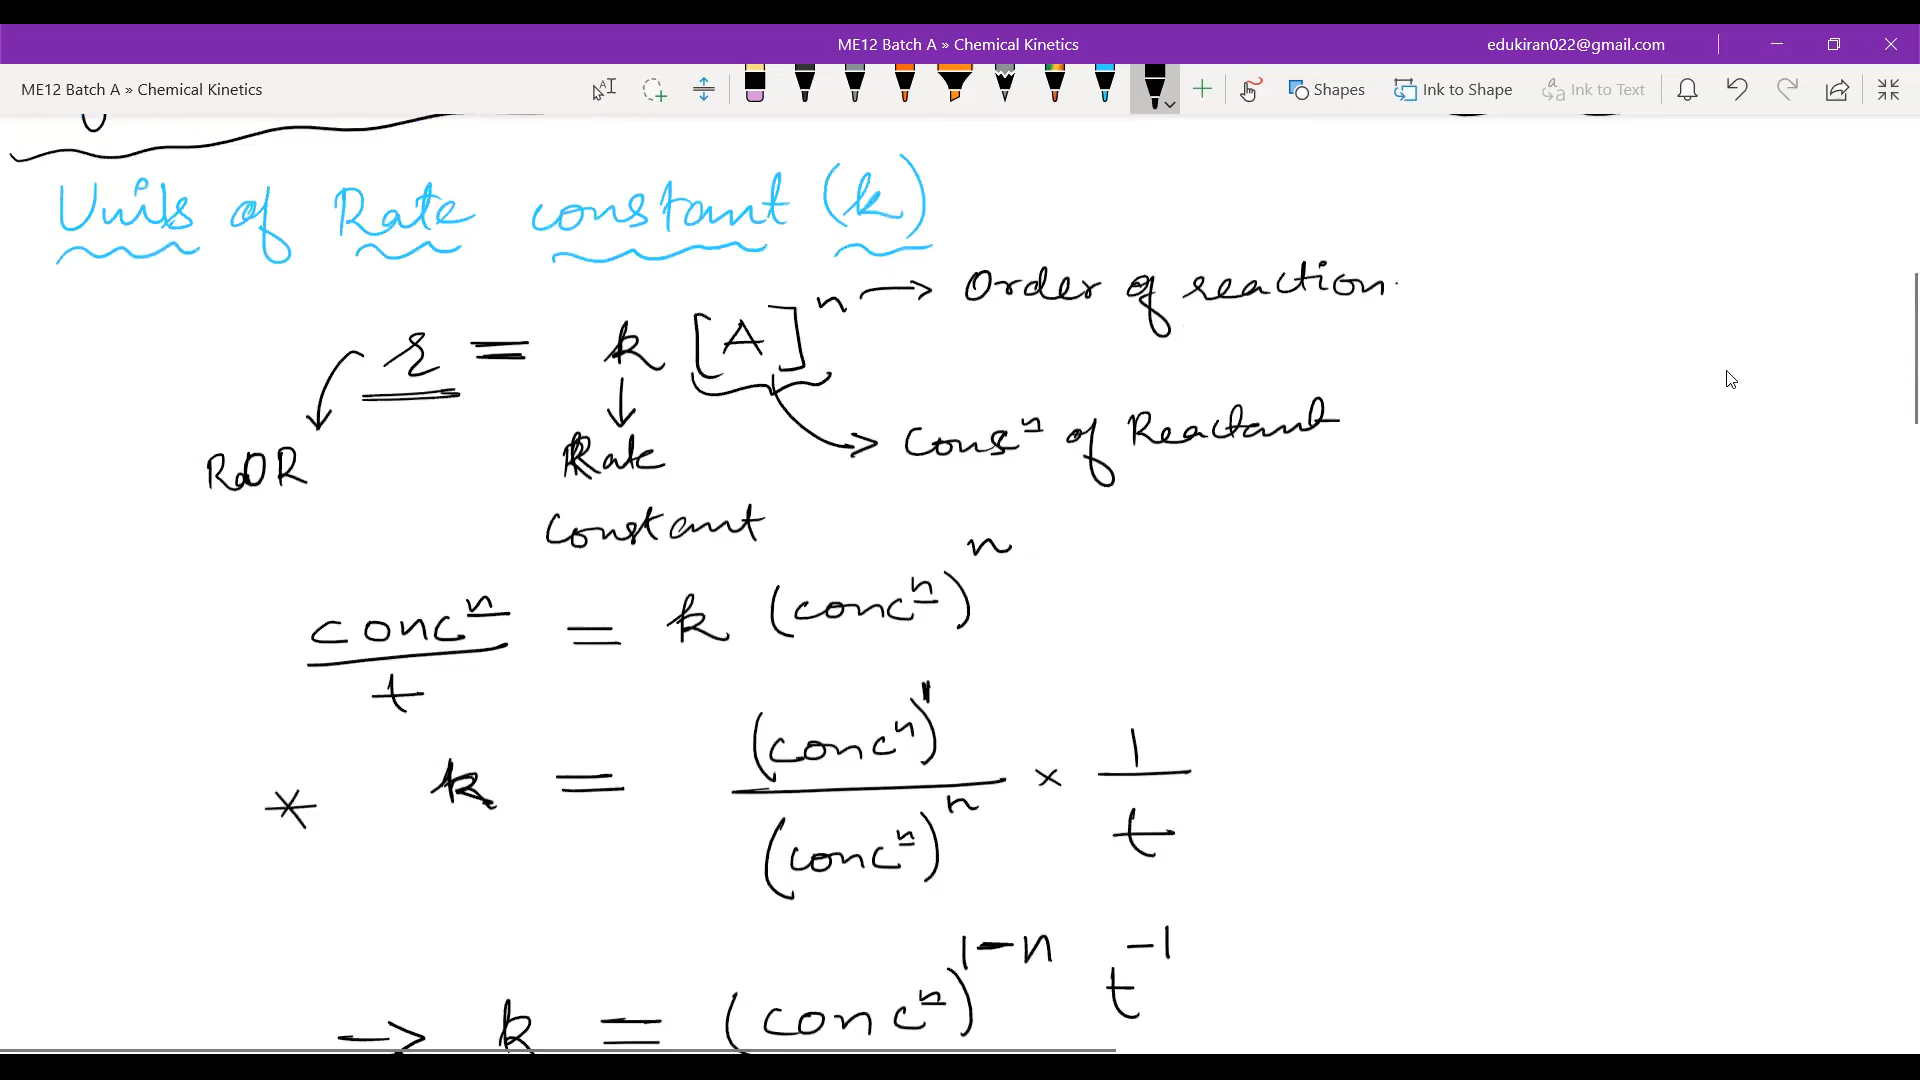 ME12 Batch A » Chemical Kinetics
edukiran022@gmail.com
ME12 Batch A » Chemical Kinetics
Shapes
Ink to Shape
Ink to Text
Units of Rate constant (k)
r = k [A]^n → Order of reaction.
ROR
Rate constant
Consⁿ of Reactant
concⁿ / t = k (concⁿ)^n
* k = (concⁿ)^1 / (concⁿ)^n × 1 / t
→ k = (concⁿ)^1-n t^-1